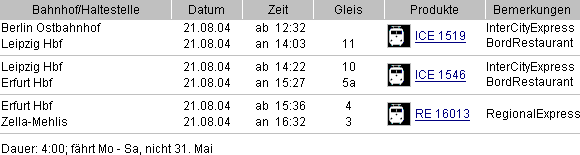 Bahnhof/Haltestelle Datum Zeit Gleis Produkte Bemerkungen
Berlin Ostbahnhof 21.08.04 ab 12:32 ICE 1519 InterCityExpress
Leipzig Hbf 21.08.04 an 14:03 11 BordRestaurant
Leipzig Hbf 21.08.04 ab 14:22 10 ICE 1546 InterCityExpress
Erfurt Hbf 21.08.04 an 15:27 5a BordRestaurant
Erfurt Hbf 21.08.04 ab 15:36 4 RE 16013 RegionalExpress
Zella-Mehlis 21.08.04 an 16:32 3
Dauer: 4:00; fährt Mo - Sa, nicht 31. Mai